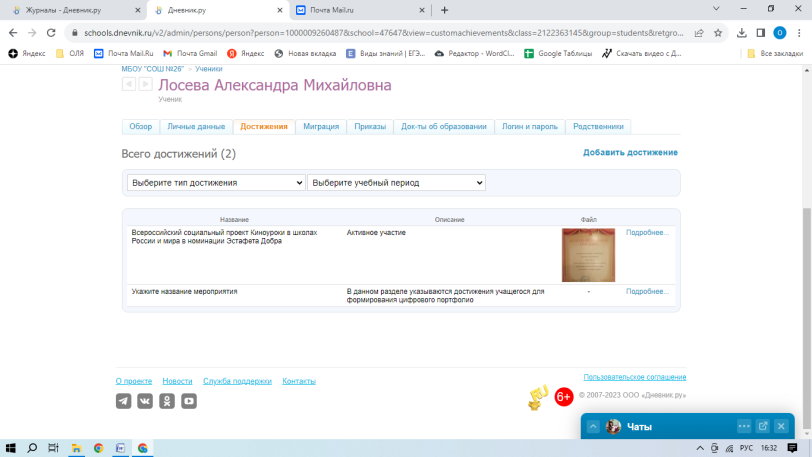 Журналы - Дневник.ру
Дневник.ру
Почта Mail.ru
schools.dnevnik.ru/v2/admin/persons/person?person=1000009260487&school=47647&view=customachievements&class=2122363145&group=students&retgro...
Яндекс
ОЛЯ
Почта Mail.Ru
Почта Gmail
Яндекс
Новая вкладка
Виды знаний | ЕГЭ...
Редактор - WordCl...
Google Таблицы
Скачать видео с Д...
Все закладки
МБОУ "СОШ №26" > Ученики
Лосева Александра Михайловна
Ученик
Обзор
Личные данные
Достижения
Миграция
Приказы
Док-ты об образовании
Логин и пароль
Родственники
Всего достижений (2)
Добавить достижение
Выберите тип достижения
Выберите учебный период
Название
Описание
Файл
Всероссийский социальный проект Киноуроки в школах
России и мира в номинации Эстафета Добра
Активное участие
Подробнее...
Укажите название мероприятия
В данном разделе указываются достижения учащегося для
формирования цифрового портфолио
-
Подробнее...
О проекте
Новости
Служба поддержки
Контакты
Пользовательское соглашение
6+
© 2007-2023 ООО «Дневник.ру»
Чаты
РУС
16:32